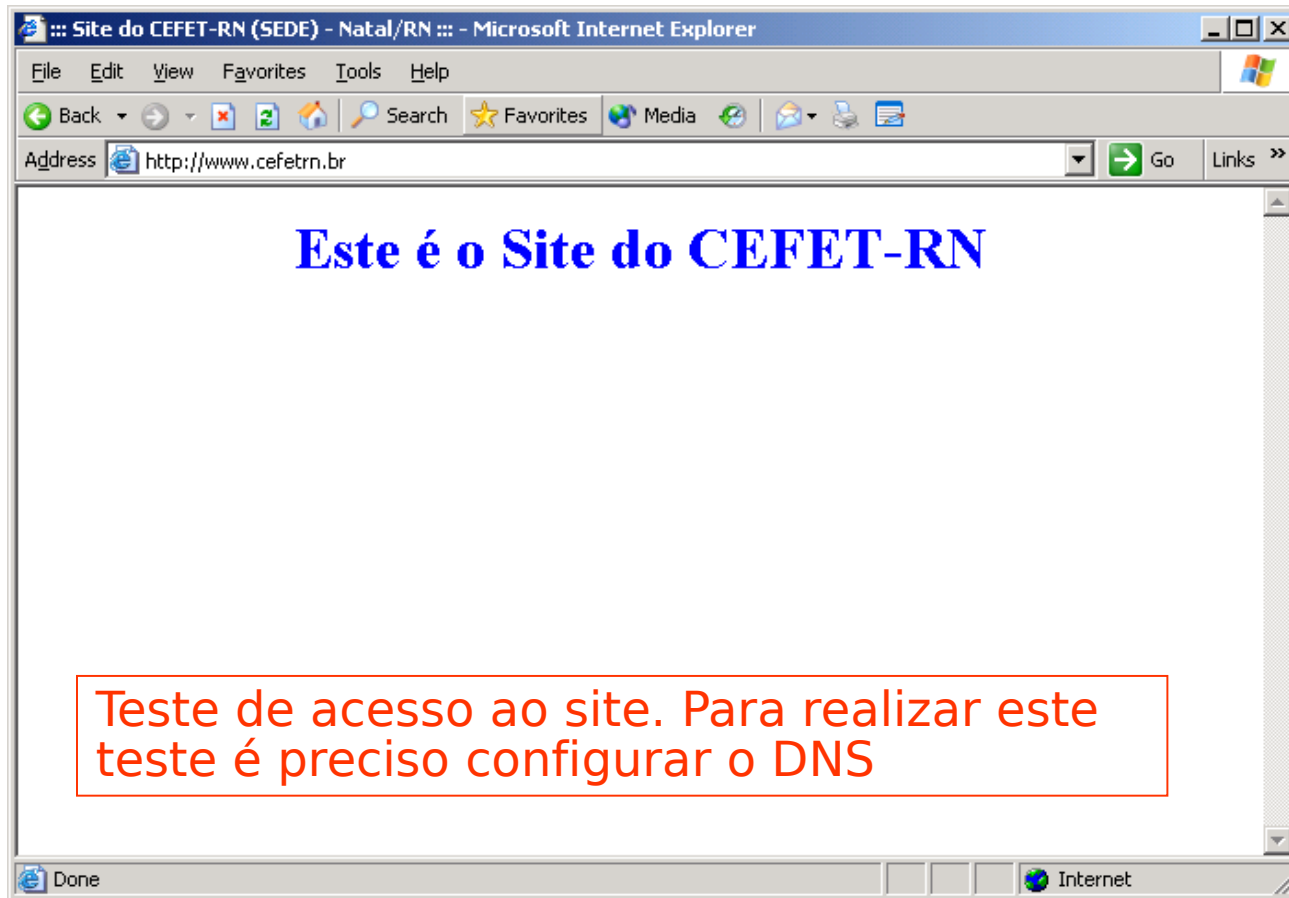 ::: Site do CEFET-RN (SEDE) - Natal/RN ::: - Microsoft Internet Explorer
File Edit View Favorites Tools Help
Back Search Favorites Media
Address http://www.cefetrn.br Go Links »
Este é o Site do CEFET-RN
Teste de acesso ao site. Para realizar este
teste é preciso configurar o DNS
Done Internet